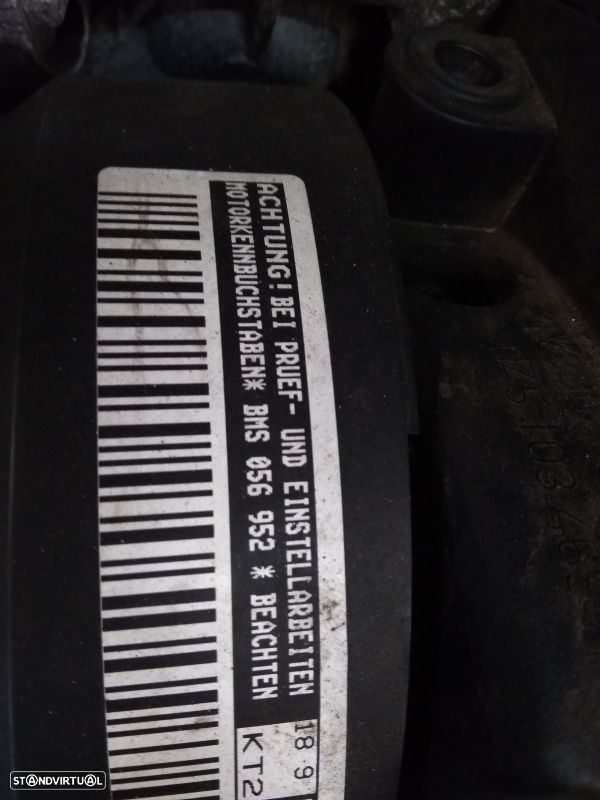 ACHTUNG! BEI PRUEF- UND EINSTELLARBEITEN
MOTORKENNBUCHSTABEN* BMS 056 952 * BEACHTEN
18 9
KT2
STANDVIRTUAL